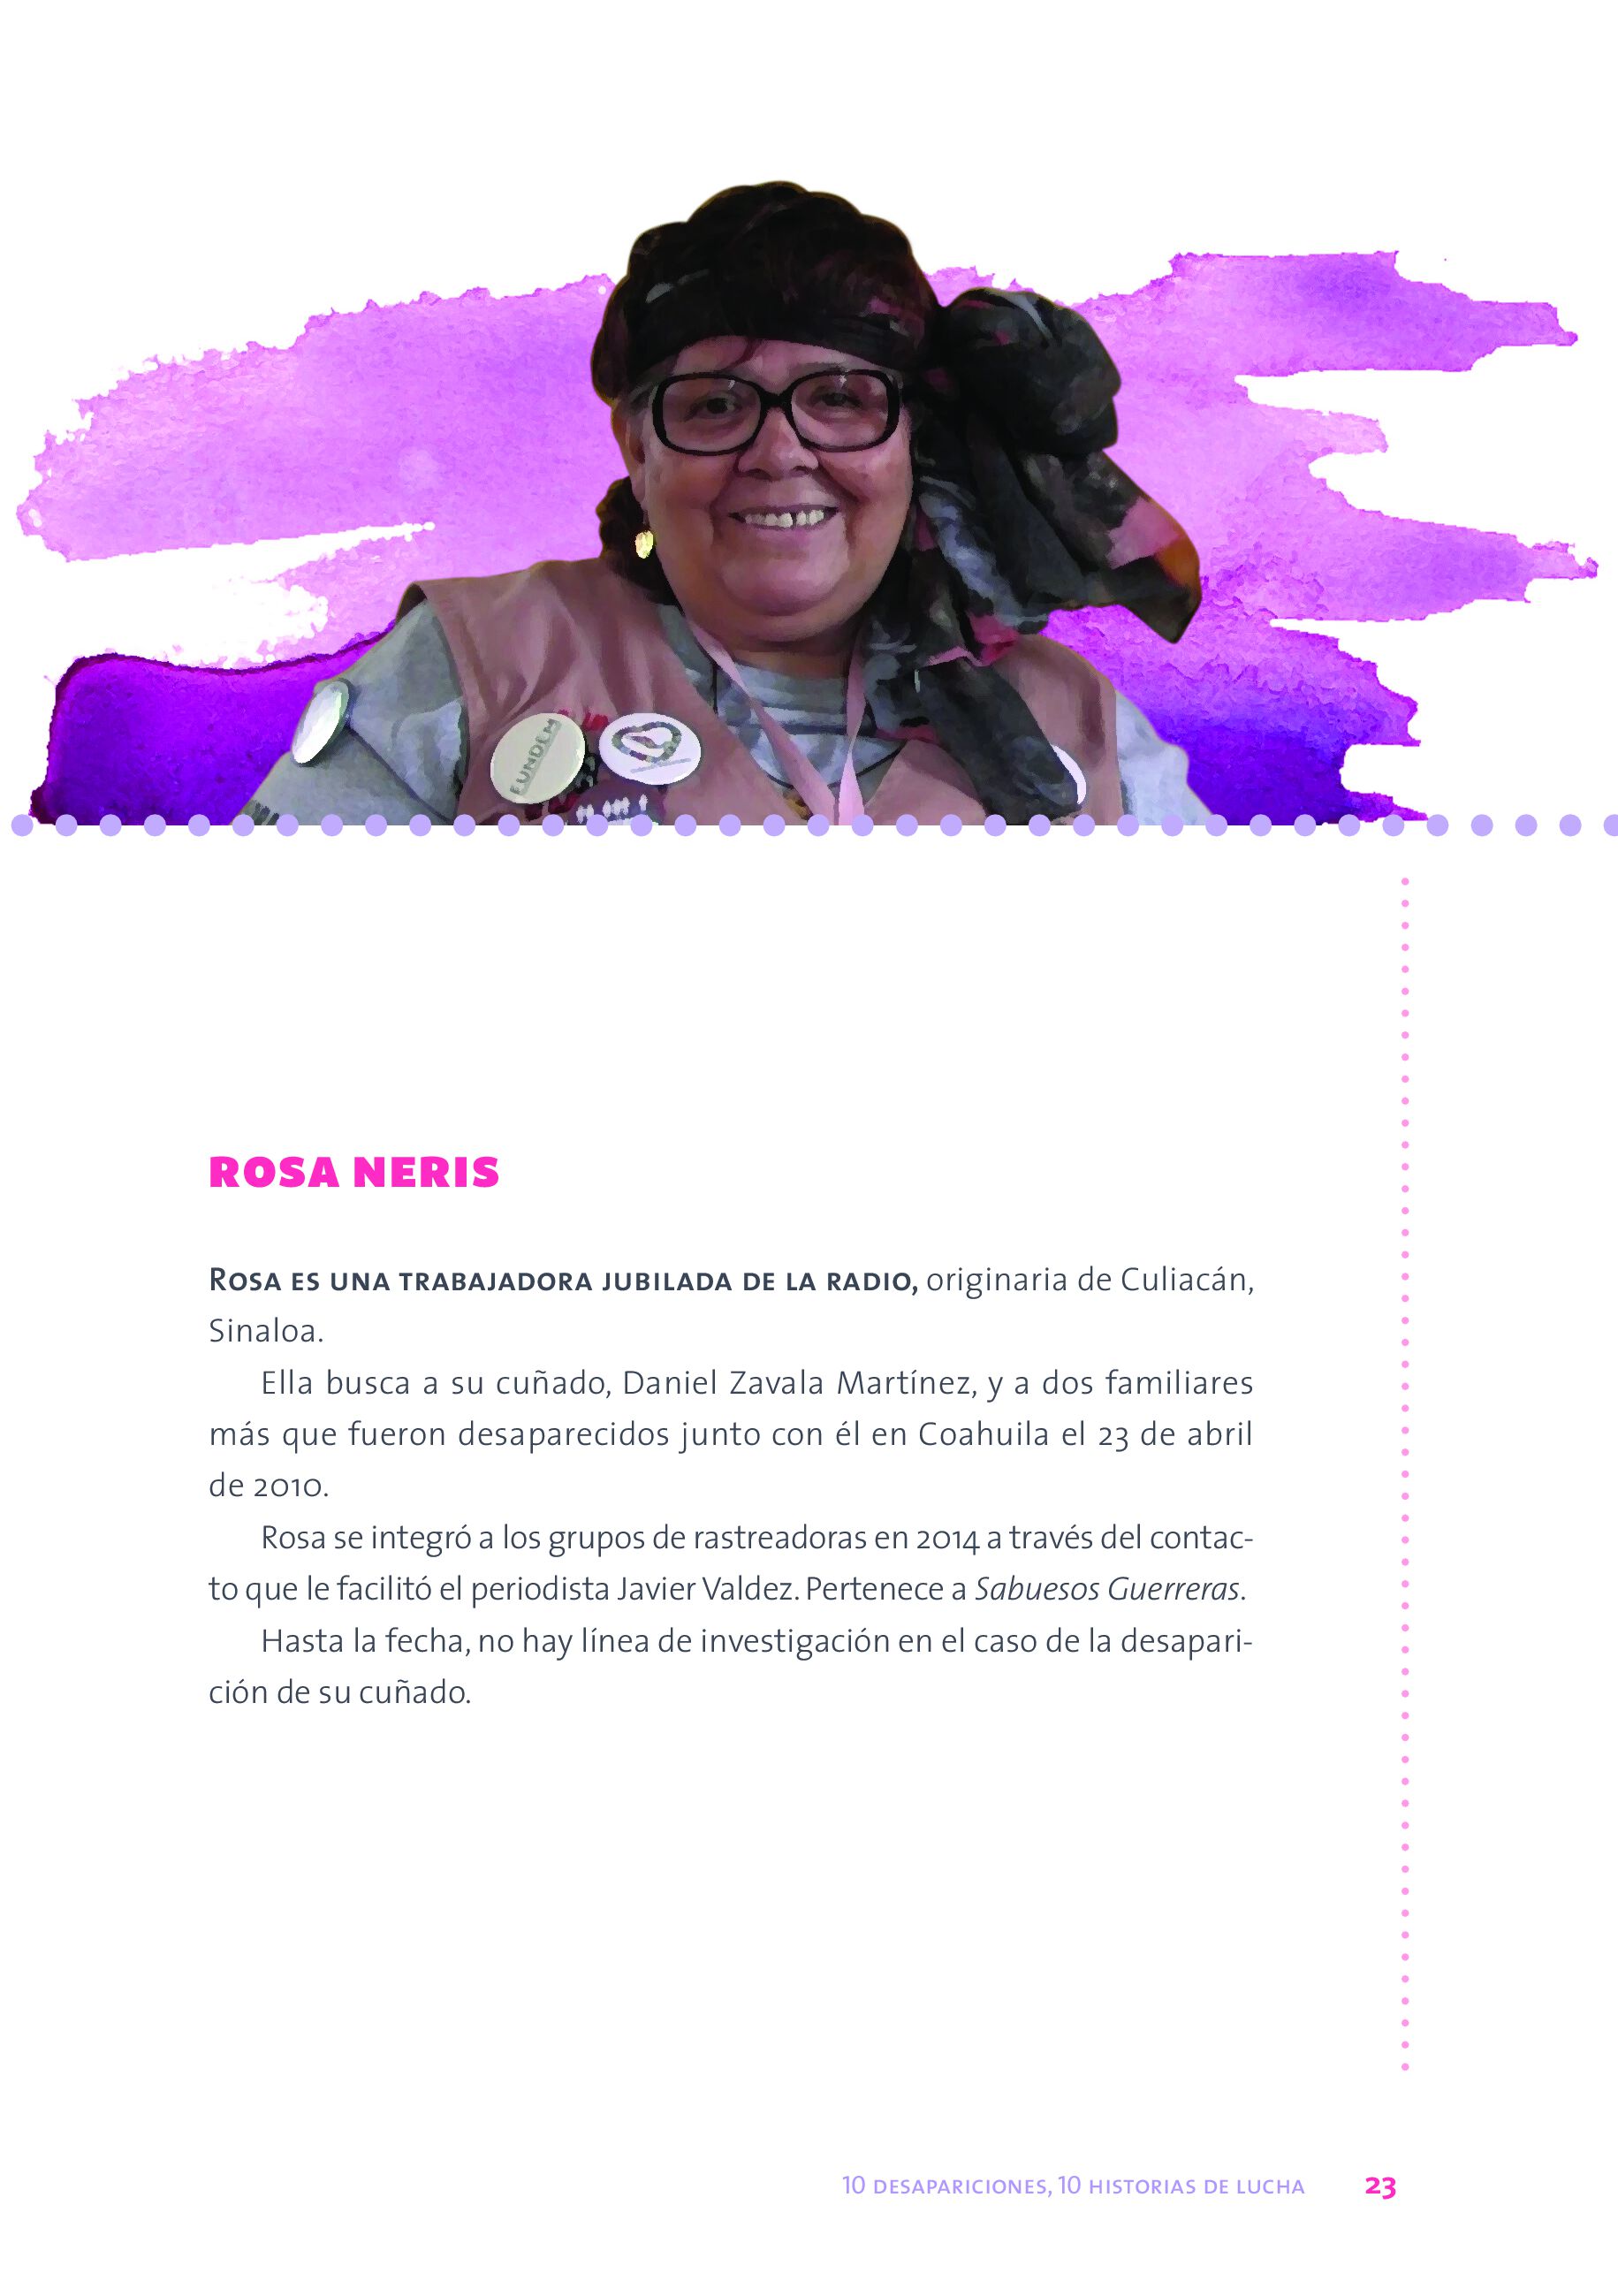 FUNDEM
ROSA NERIS
Rosa es una trabajadora jubilada de la radio, originaria de Culiacán,
Sinaloa.
Ella busca a su cuñado, Daniel Zavala Martínez, y a dos familiares
más que fueron desaparecidos junto con él en Coahuila el 23 de abril
de 2010.
Rosa se integró a los grupos de rastreadoras en 2014 a través del contac-
to que le facilitó el periodista Javier Valdez. Pertenece a Sabuesos Guerreras.
Hasta la fecha, no hay línea de investigación en el caso de la desapari-
ción de su cuñado.
10 DESAPARICIONES, 10 HISTORIAS DE LUCHA 23